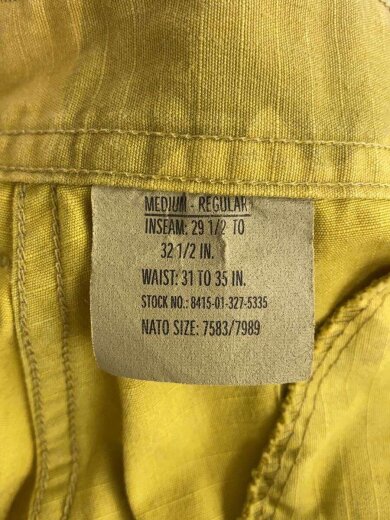 MEDIUM - REGULAR
INSEAM: 29 1/2 TO
32 1/2 IN.
WAIST: 31 TO 35 IN.
STOCK NO.: 8415-01-327-5335
NATO SIZE: 7583/7989